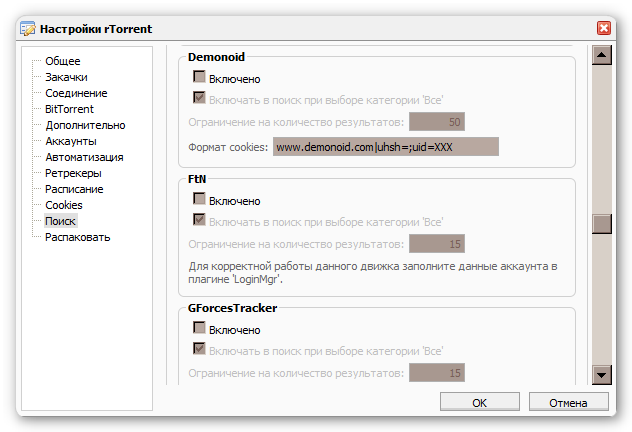 Настройки rTorrent
Общее
Закачки
Соединение
BitTorrent
Дополнительно
Аккаунты
Автоматизация
Ретрекеры
Расписание
Cookies
Поиск
Распаковать
Demonoid
Включено
Включать в поиск при выборе категории 'Все'
Ограничение на количество результатов: 50
Формат cookies: www.demonoid.com|uhsh=;uid=XXX
FtN
Включено
Включать в поиск при выборе категории 'Все'
Ограничение на количество результатов: 15
Для корректной работы данного движка заполните данные аккаунта в
плагине 'LoginMgr'.
GForcesTracker
Включено
Включать в поиск при выборе категории 'Все'
Ограничение на количество результатов: 15
OK
Отмена